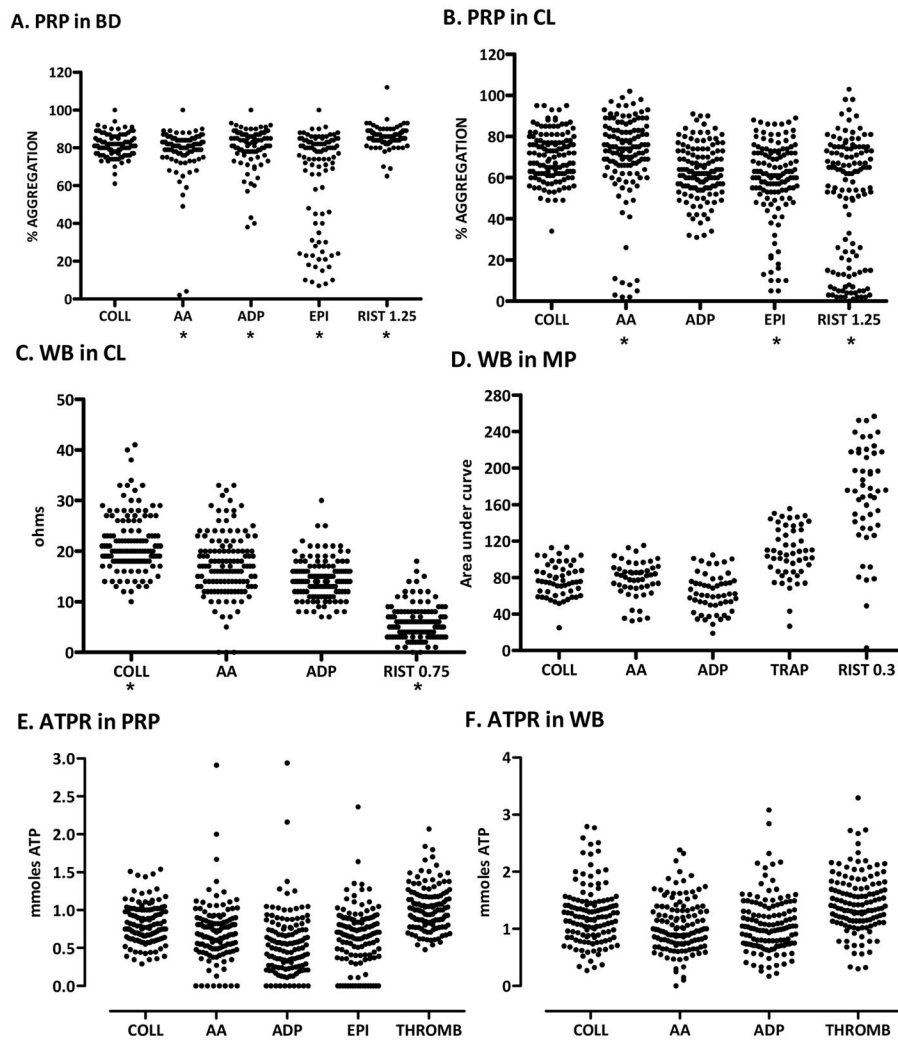 A. PRP in BD
% AGGREGATION
120
100
80
60
40
20
0
COLL AA ADP EPI RIST 1.25
* * * *
B. PRP in CL
% AGGREGATION
120
100
80
60
40
20
0
COLL AA ADP EPI RIST 1.25
* * *
C. WB in CL
ohms
50
40
30
20
10
0
COLL AA ADP RIST 0.75
* *
D. WB in MP
Area under curve
280
240
200
160
120
80
40
0
COLL AA ADP TRAP RIST 0.3
E. ATPR in PRP
mmoles ATP
3.0
2.5
2.0
1.5
1.0
0.5
0.0
COLL AA ADP EPI THROMB
F. ATPR in WB
mmoles ATP
4
3
2
1
0
COLL AA ADP THROMB